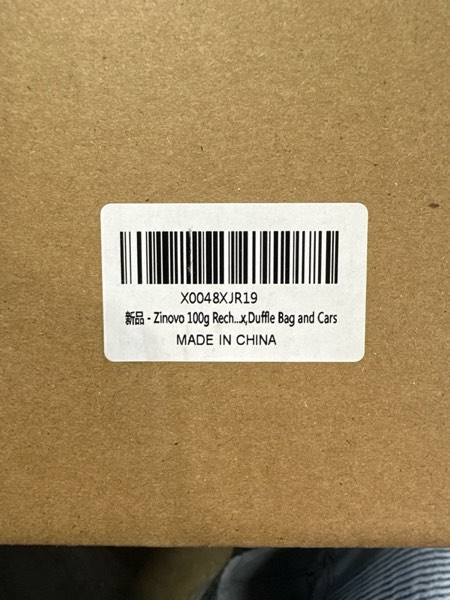 X0048XJR19
新品 - Zinovo 100g Rech...x,Duffle Bag and Cars
MADE IN CHINA